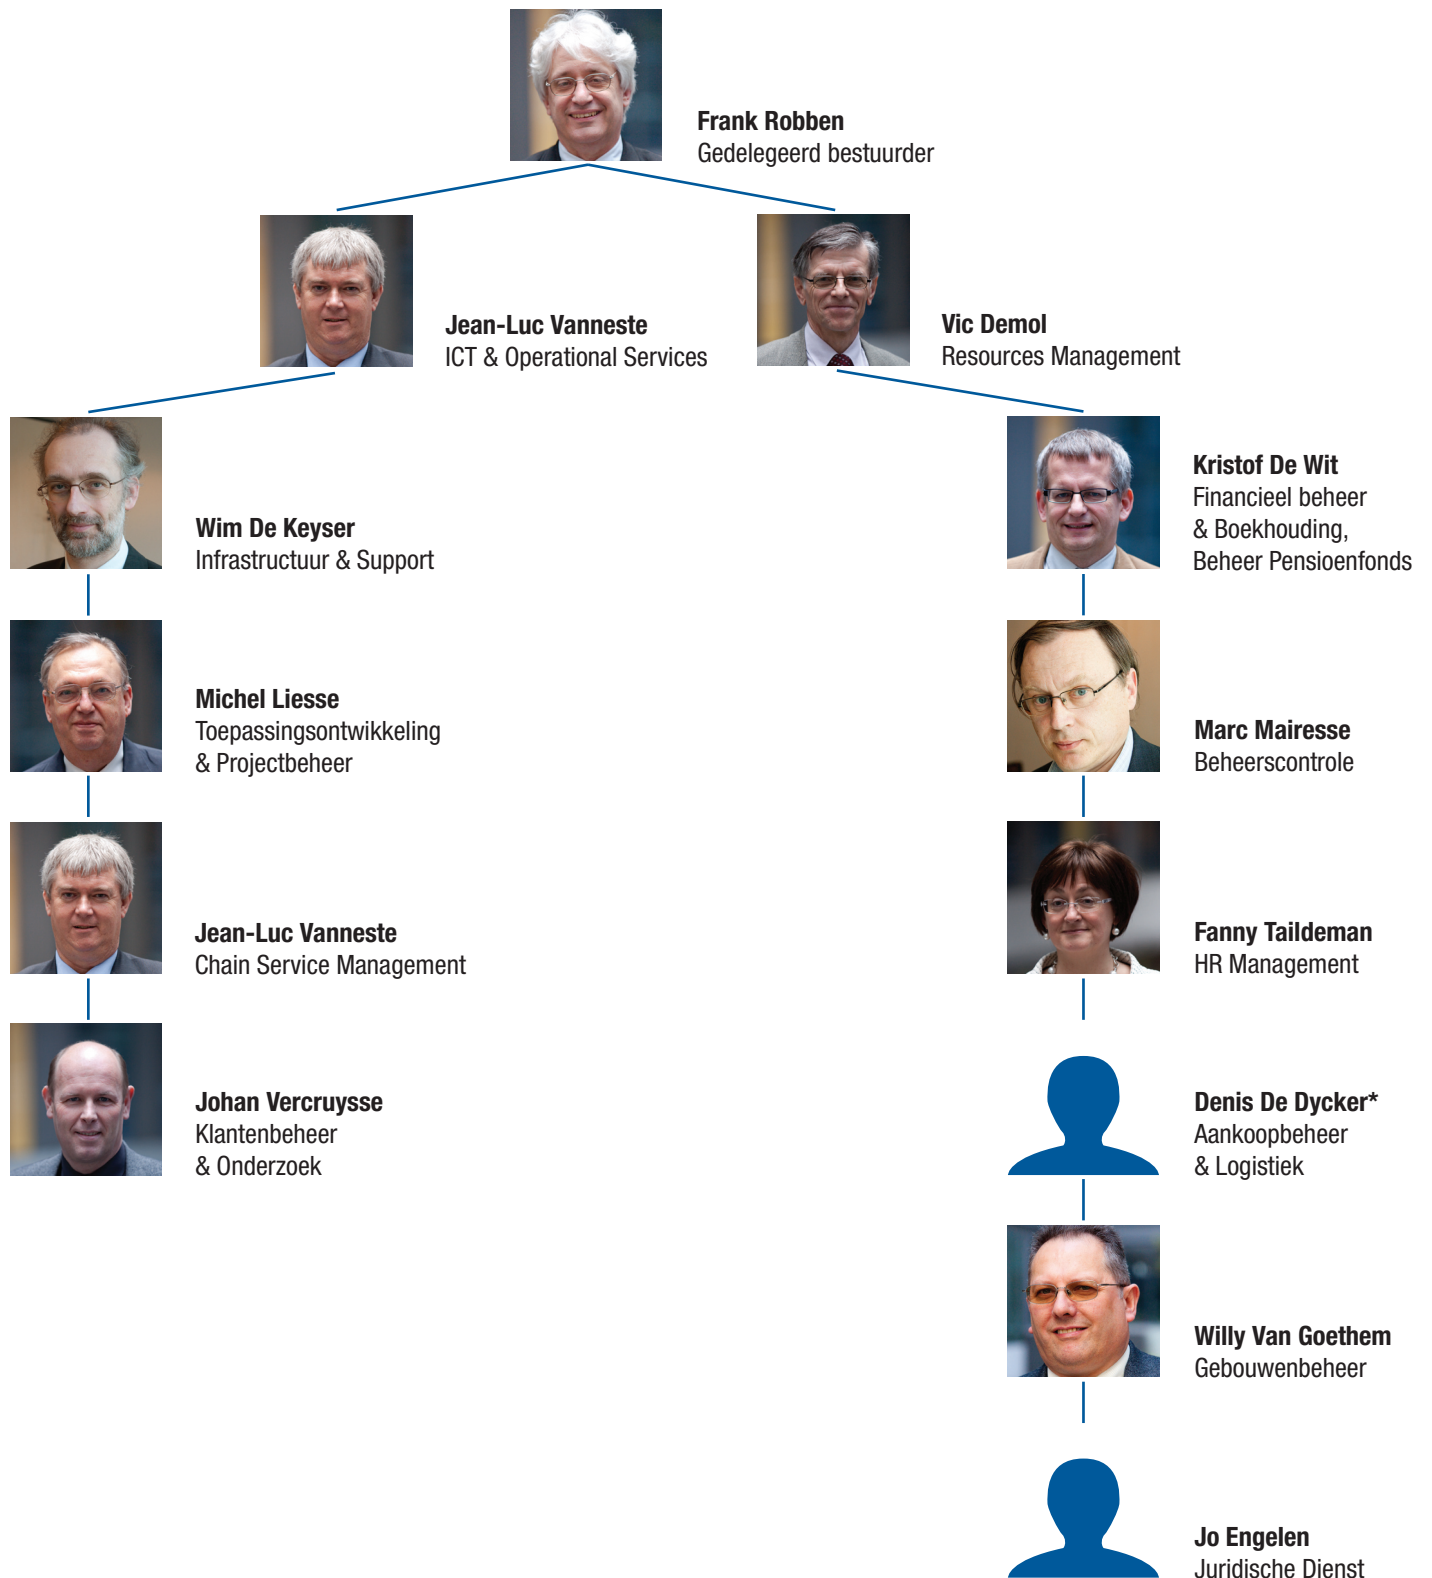 Frank Robben
Gedelegeerd bestuurder
Jean-Luc Vanneste
ICT & Operational Services
Vic Demol
Resources Management
Wim De Keyser
Infrastructuur & Support
Michel Liesse
Toepassingsontwikkeling
& Projectbeheer
Jean-Luc Vanneste
Chain Service Management
Johan Vercruysse
Klantenbeheer
& Onderzoek
Kristof De Wit
Financieel beheer
& Boekhouding,
Beheer Pensioenfonds
Marc Mairesse
Beheerscontrole
Fanny Taildeman
HR Management
Denis De Dycker*
Aankoopbeheer
& Logistiek
Willy Van Goethem
Gebouwenbeheer
Jo Engelen
Juridische Dienst